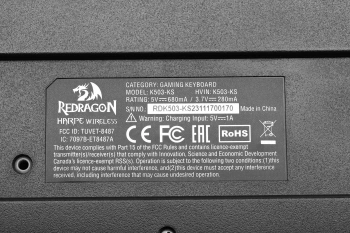 CATEGORY: GAMING KEYBOARD
MODEL: K503-KS HVIN: K503-KS
RATING: 5V⎓680mA / 3.7V⎓280mA
S/N NO. RDK503-KS23111700170 Made in China
Warning: Charging Input: 5V⎓1A
REDRAGON
HARPE WIRELESS
FCC ID: TUVET-8487
IC: 7097B-ET8487A
CE FC EAC RoHS
This device complies with Part 15 of the FCC Rules and contains licence-exempt
transmitter(s)/receiver(s) that comply with Innovation, Science and Economic Development
Canada's licence-exempt RSS(s). Operation is subject to the following two conditions:(1)this
device may not cause harmful interference, and(2)this device must accept any interference
received, including interference that may cause undesired operation.